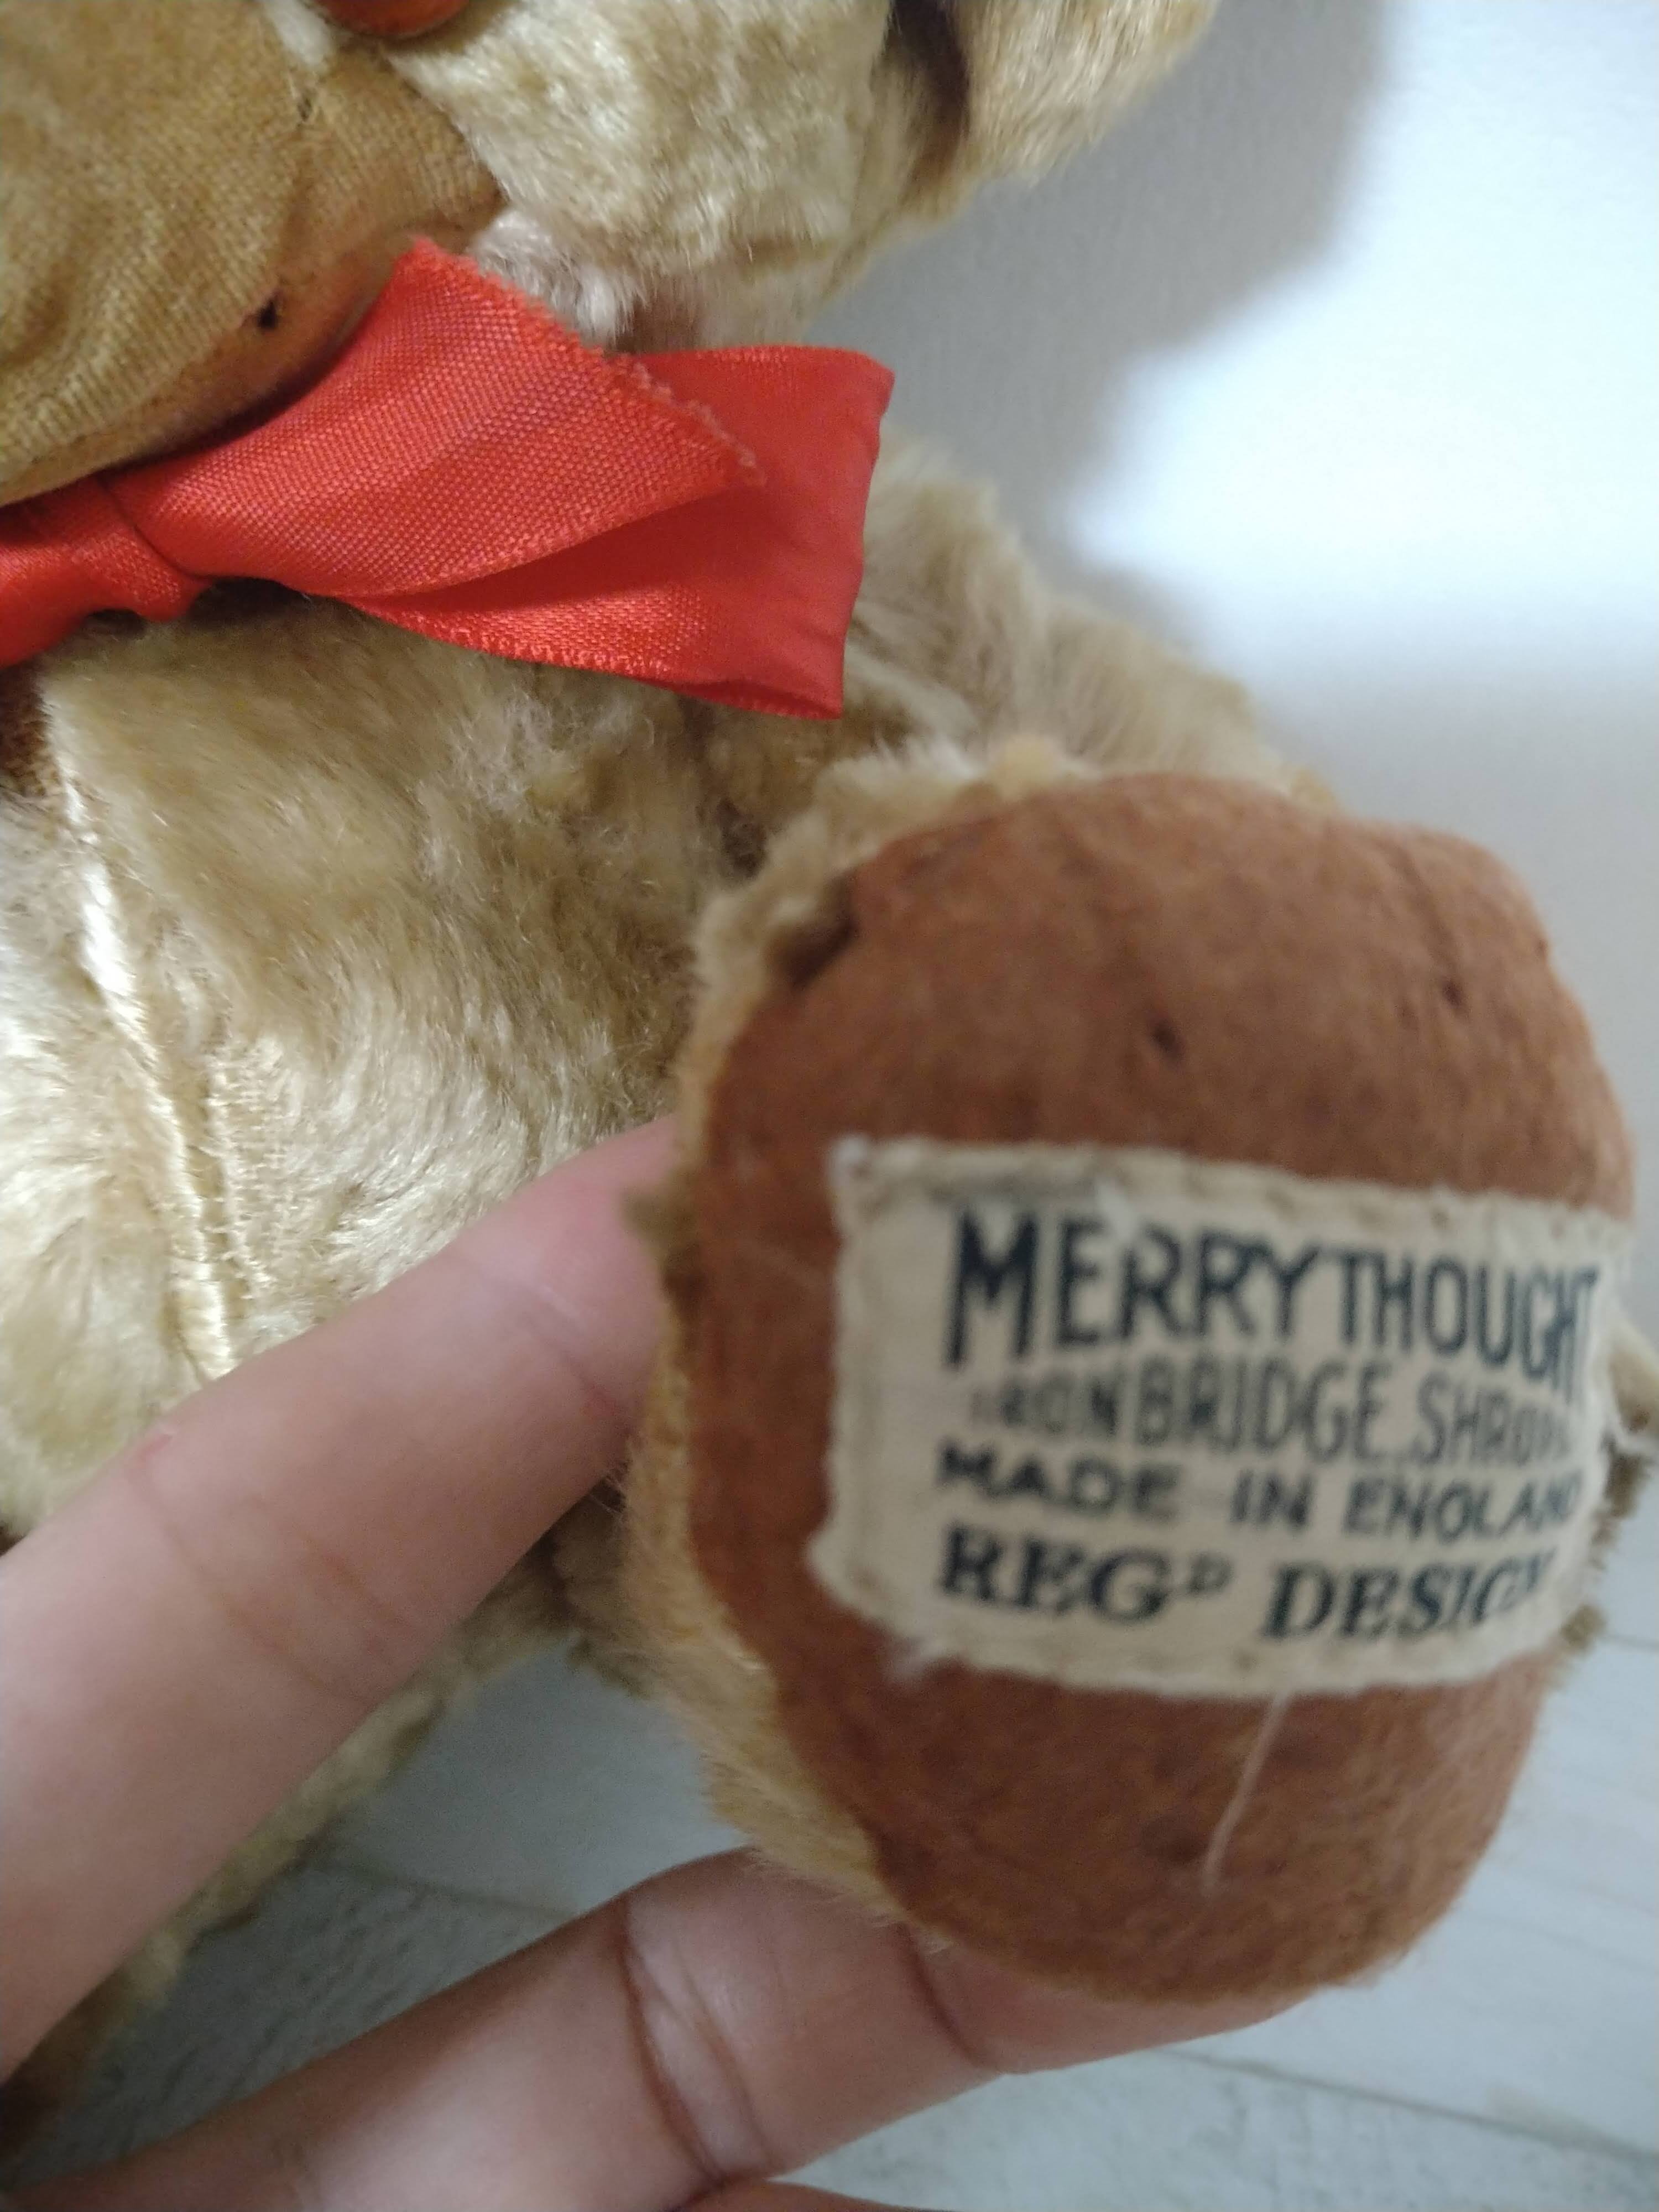 MERRYTHOUGHT
IRONBRIDGE, SHROPS.
MADE IN ENGLAND
REGD DESIGN